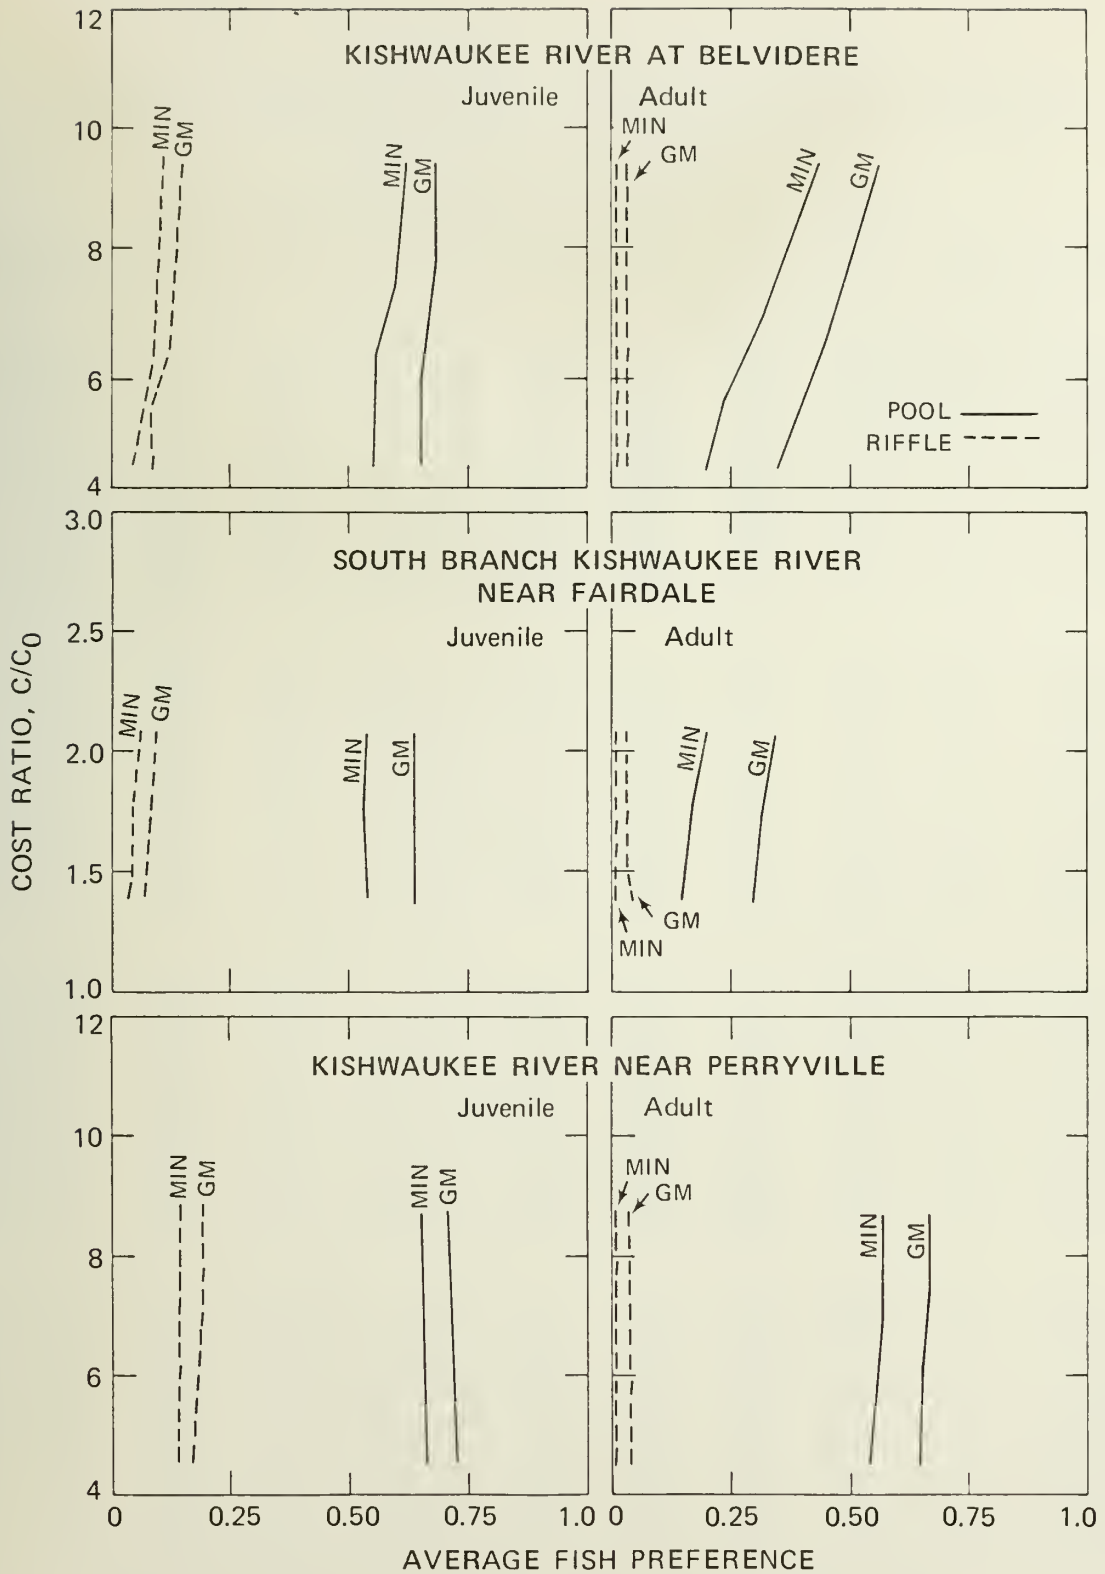 12
KISHWAUKEE RIVER AT BELVIDERE
Juvenile
Adult
MIN
GM
MIN
GM
MIN
GM
MIN
GM
10
8
6
4
POOL
RIFFLE
3.0
SOUTH BRANCH KISHWAUKEE RIVER
NEAR FAIRDALE
Juvenile
Adult
2.5
MIN
GM
MIN
GM
MIN
GM
2.0
1.5
GM
MIN
1.0
COST RATIO, C/C0
12
KISHWAUKEE RIVER NEAR PERRYVILLE
Juvenile
Adult
10
MIN
GM
MIN
GM
MIN
GM
MIN
GM
8
6
4
0 0.25 0.50 0.75 1.0 0 0.25 0.50 0.75 1.0
AVERAGE FISH PREFERENCE